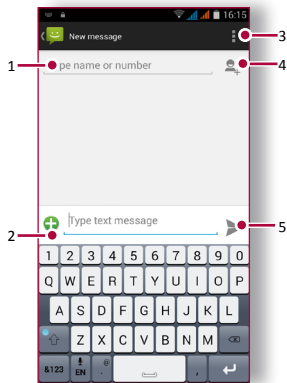 16:15
New message
3
1
pe name or number
4
2
Type text message
5
1 2 3 4 5 6 7 8 9 0
Q W E R T Y U I O P
A S D F G H J K L
Z X C V B N M
&123 EN . @ ,